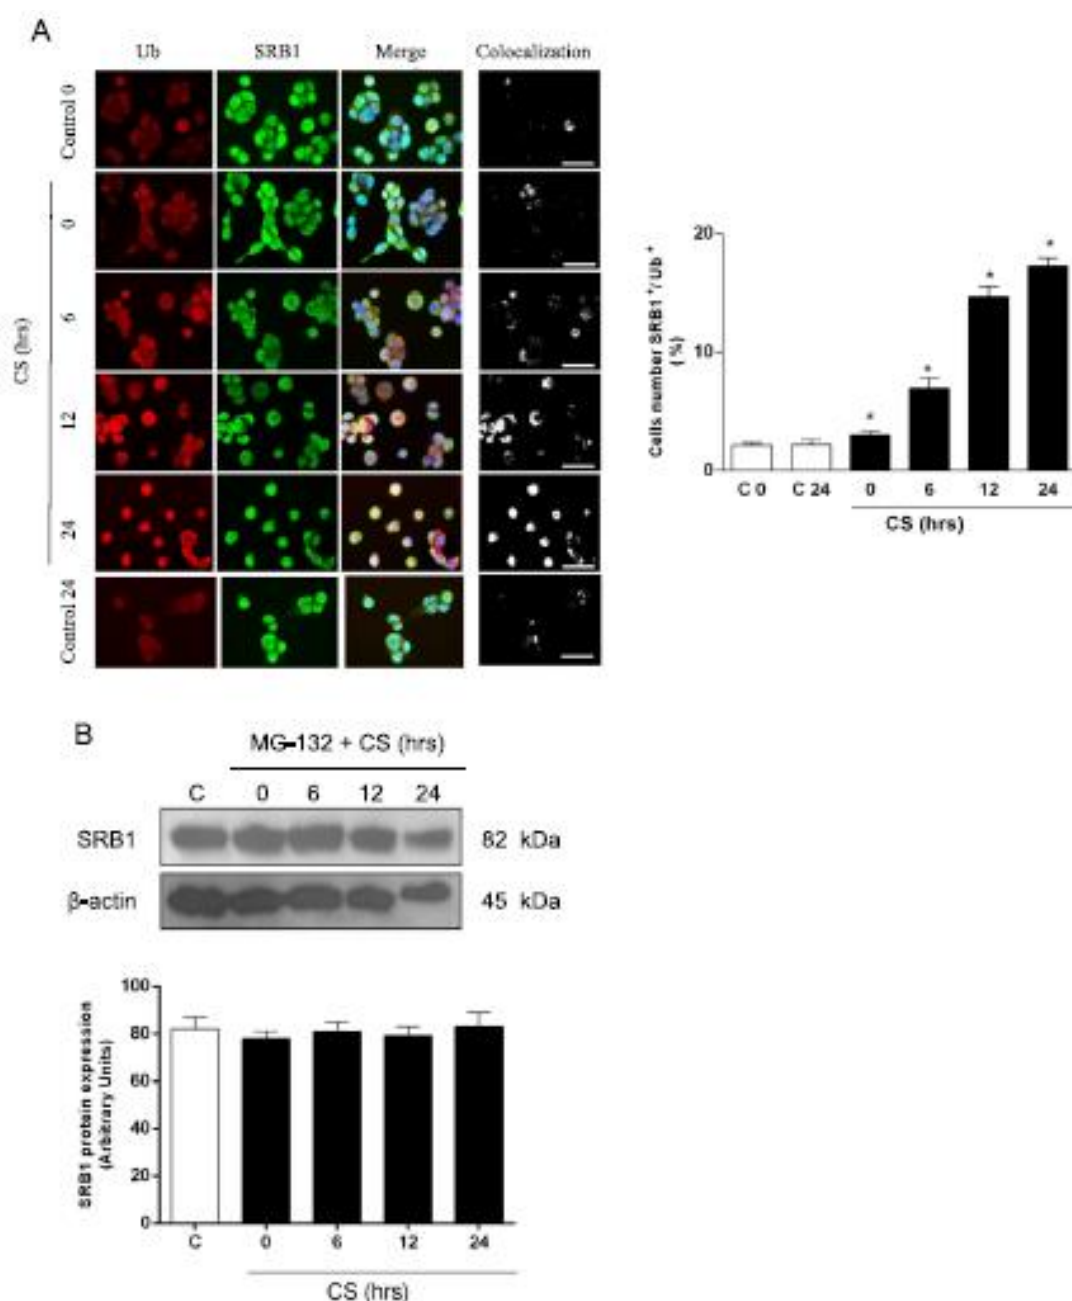 A
Ub SRB1 Merge Colocalization
Control 0
0
6
12
24
Control 24
CS (hrs)
Cells number SRB1 +/Ub +
(%)
20
10
0
* * * *
C 0 C 24 0 6 12 24
CS (hrs)
B
MG-132 + CS (hrs)
C 0 6 12 24
SRB1 82 kDa
β-actin 45 kDa
SRB1 protein expression
(Arbitrary Units)
100
80
60
40
20
0
C 0 6 12 24
CS (hrs)